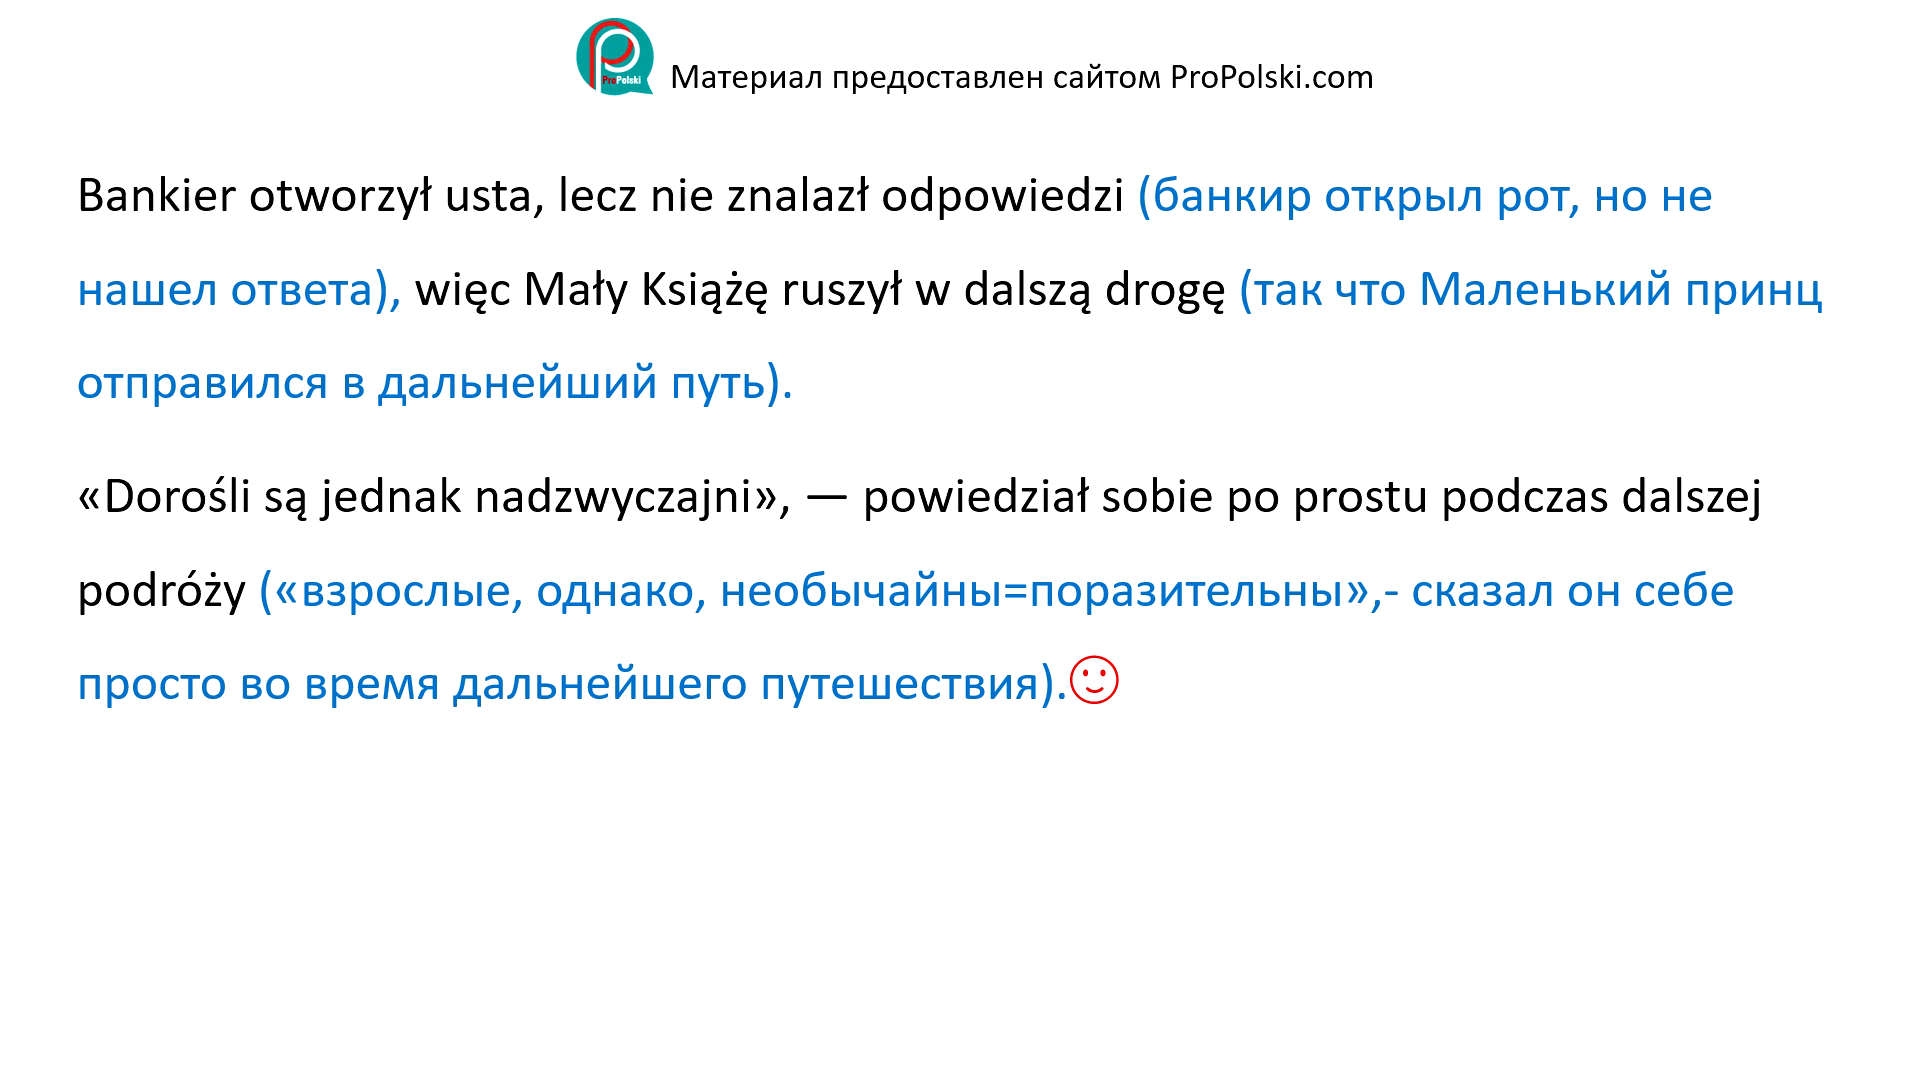 ProPolski
Материал предоставлен сайтом ProPolski.com
Bankier otworzył usta, lecz nie znalazł odpowiedzi (банкир открыл рот, но не
нашел ответа), więc Mały Książę ruszył w dalszą drogę (так что Маленький принц
отправился в дальнейший путь).
«Dorośli są jednak nadzwyczajni», — powiedział sobie po prostu podczas dalszej
podróży («взрослые, однако, необычайны=поразительны»,- сказал он себе
просто во время дальнейшего путешествия).